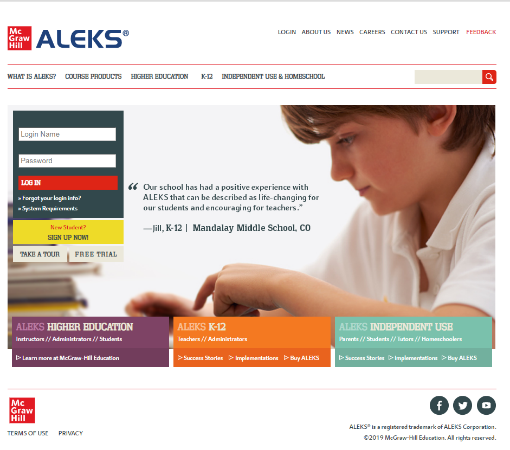 Mc
Graw
Hill
ALEKS®
LOGIN ABOUT US NEWS CAREERS CONTACT US SUPPORT FEEDBACK
WHAT IS ALEKS? COURSE PRODUCTS HIGHER EDUCATION K-12 INDEPENDENT USE & HOMESCHOOL
Login Name
Password
LOG IN
» Forgot your login info?
» System Requirements
New Student?
SIGN UP NOW!
TAKE A TOUR FREE TRIAL
“ Our school has had a positive experience with
ALEKS that can be described as life-changing for
our students and encouraging for teachers.”
—Jill, K-12 | Mandalay Middle School, CO
ALEKS HIGHER EDUCATION
Instructors // Administrators // Students
Learn more at McGraw-Hill Education
ALEKS K-12
Teachers // Administrators
Success Stories Implementations Buy ALEKS
ALEKS INDEPENDENT USE
Parents // Students // Tutors // Homeschoolers
Success Stories Implementations Buy ALEKS
Mc
Graw
Hill
TERMS OF USE PRIVACY
ALEKS® is a registered trademark of ALEKS Corporation.
©2019 McGraw-Hill Education. All rights reserved.